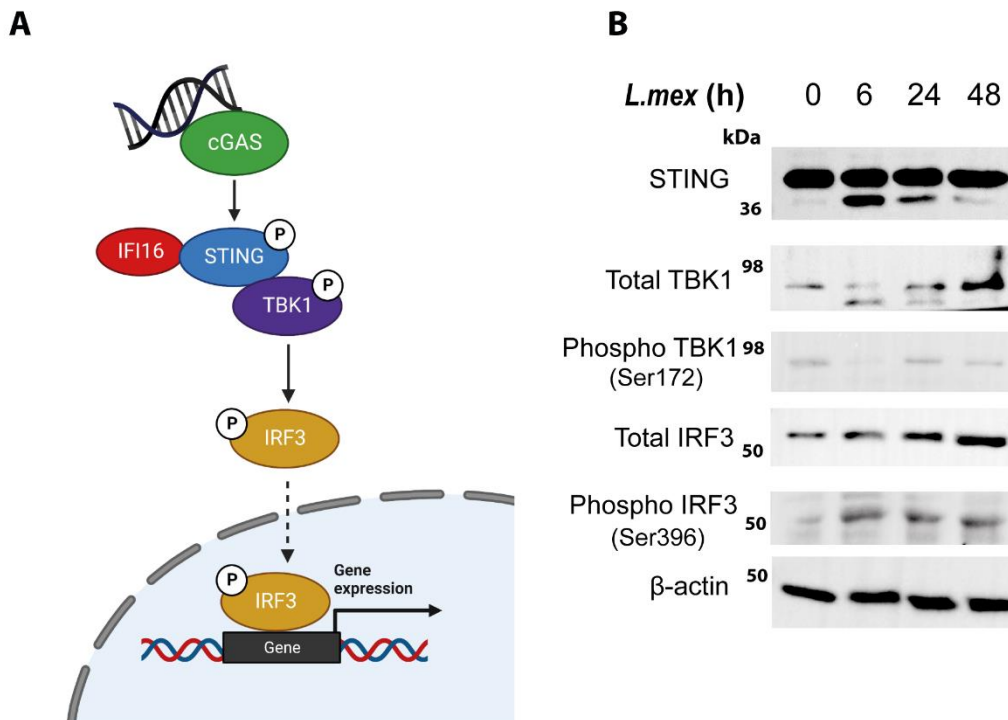 A
cGAS
P
IFI16
STING
P
TBK1
P
IRF3
P
IRF3
Gene
expression
Gene
B
L.mex (h) 0 6 24 48
kDa
STING
36
98
Total TBK1
Phospho TBK1 98
(Ser172)
Total IRF3
50
Phospho IRF3
50
(Ser396)
50
β-actin